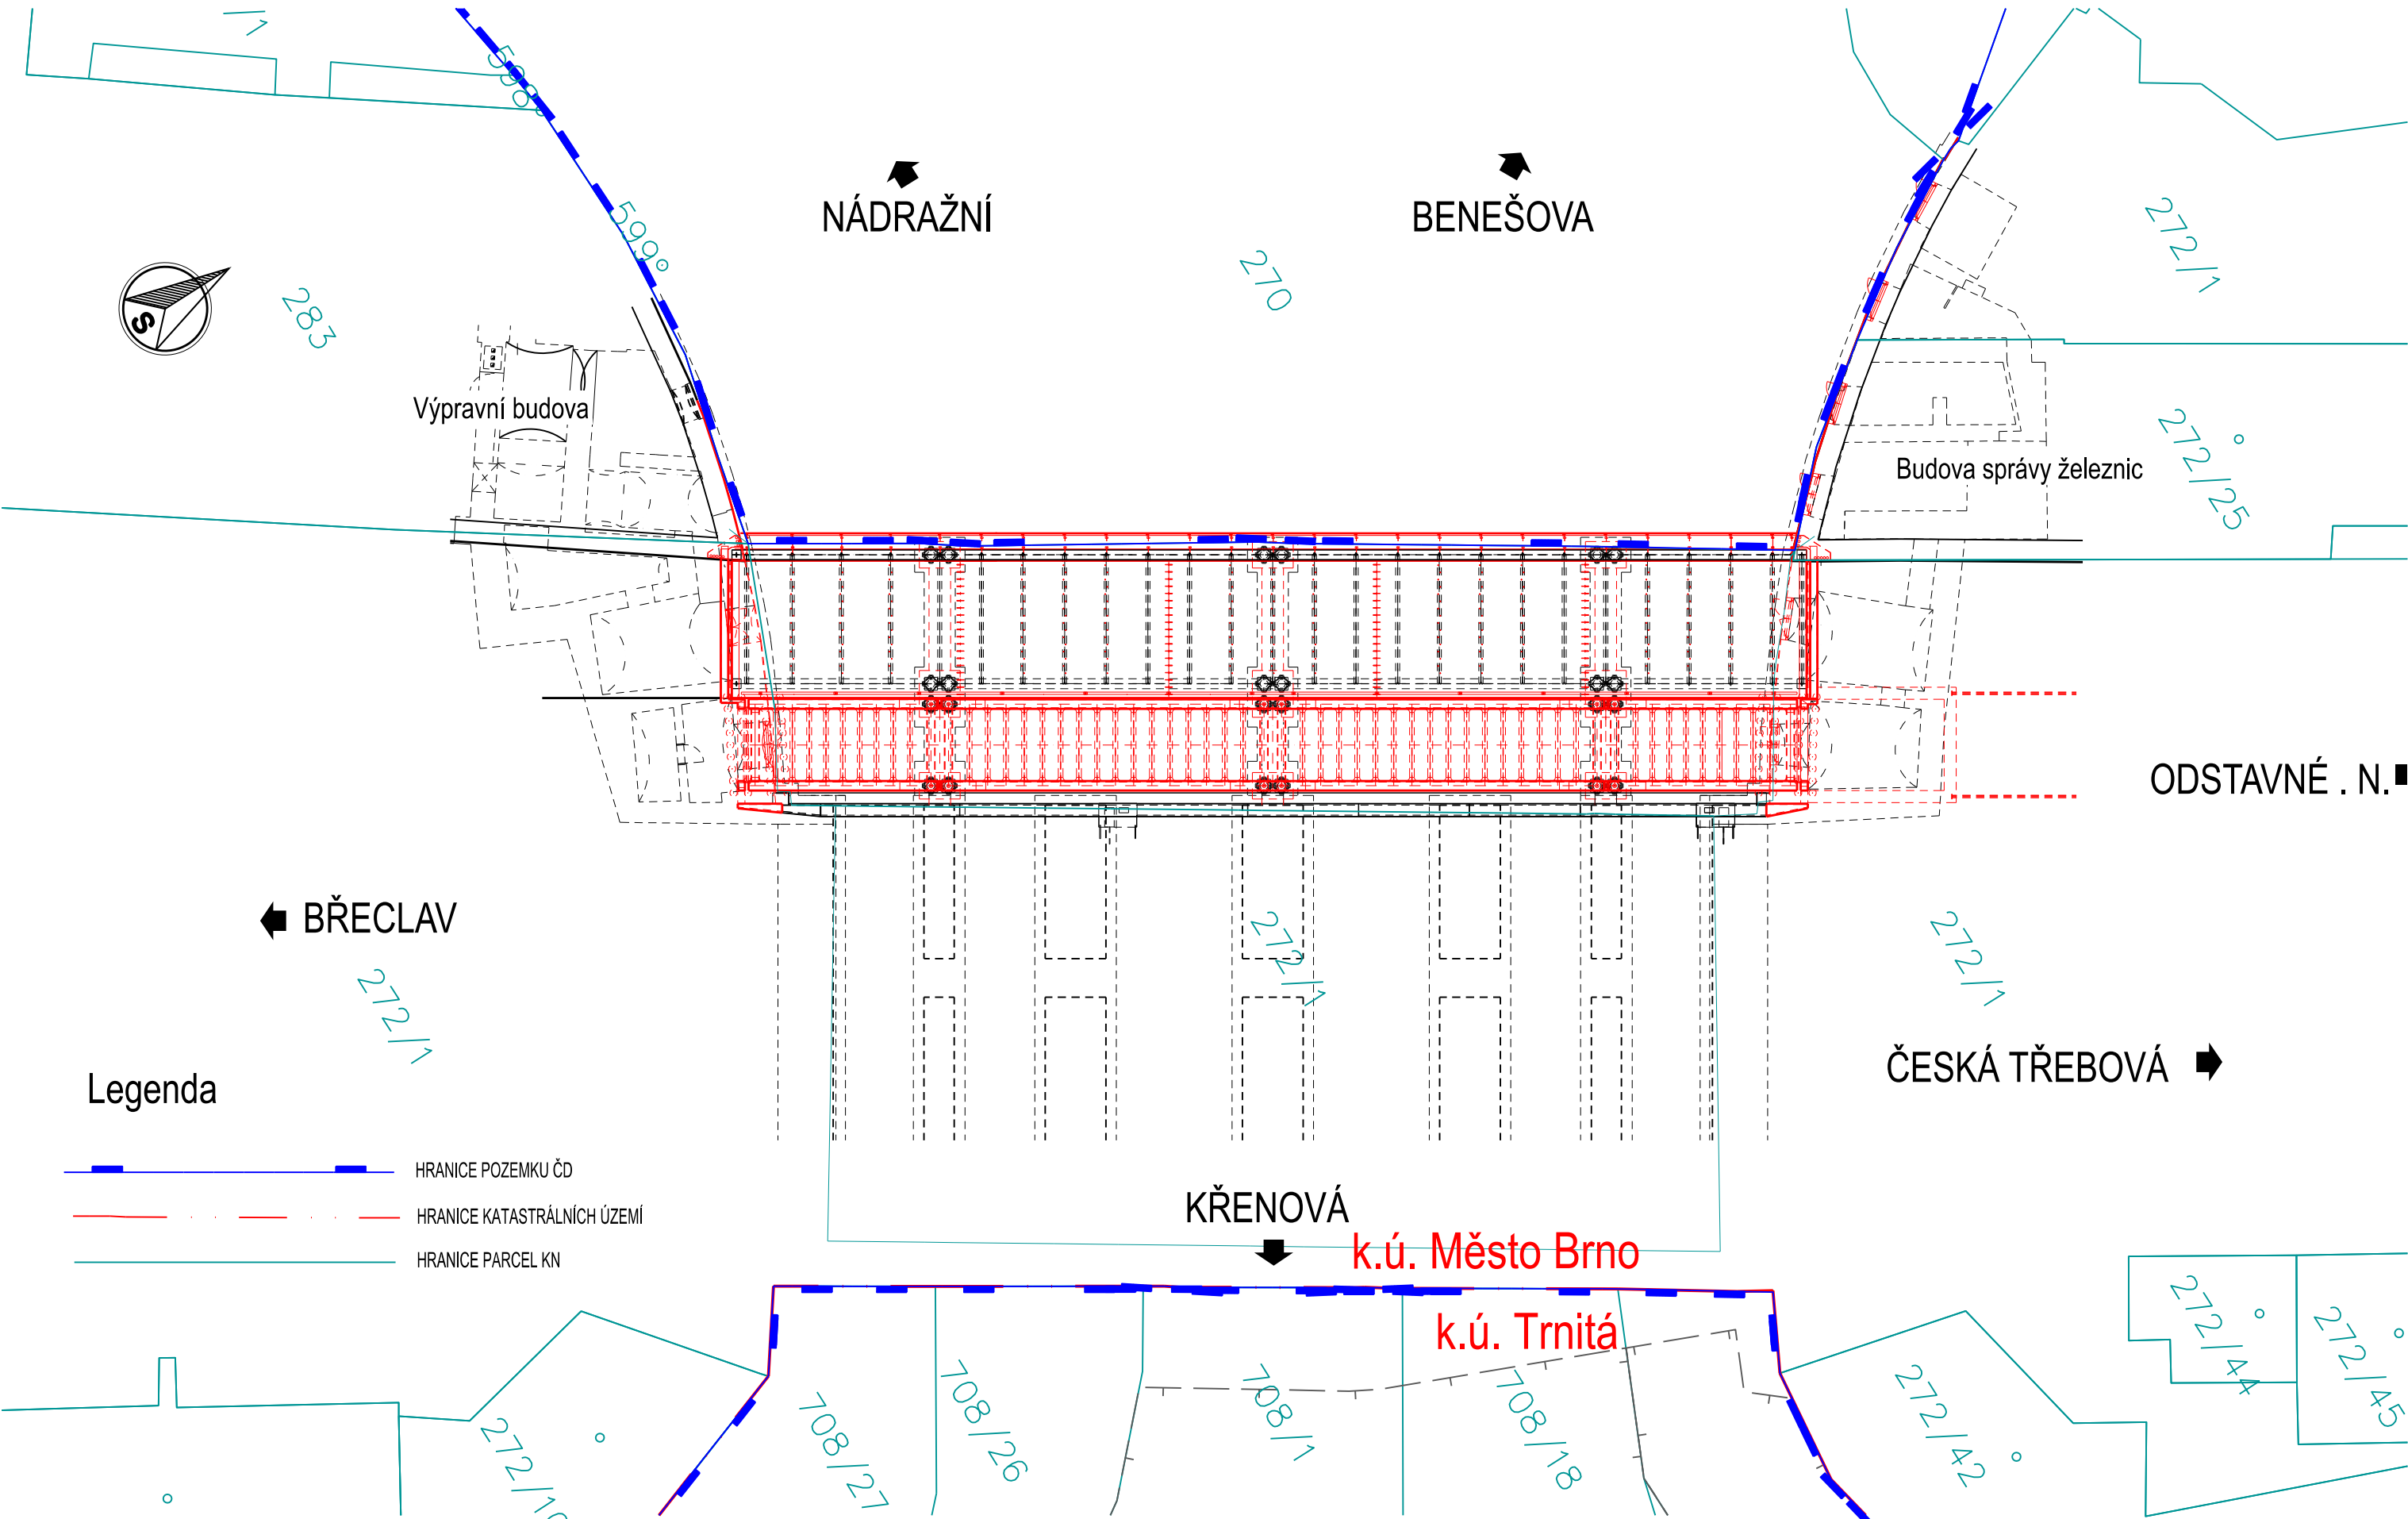 599
NÁDRAŽNÍ
BENEŠOVA
270
272/1
283
S
Výpravní budova
272/25
Budova správy železnic
ODSTAVNÉ . N.
BŘECLAV
272/1
272/1
272/1
ČESKÁ TŘEBOVÁ
Legenda
HRANICE POZEMKU ČD
HRANICE KATASTRÁLNÍCH ÚZEMÍ
HRANICE PARCEL KN
KŘENOVÁ
k.ú. Město Brno
k.ú. Trnitá
272/44
272/45
708/27
708/26
708/1
708/18
272/42